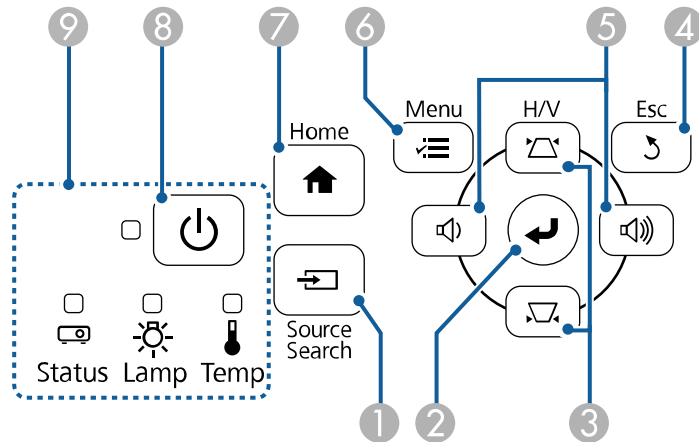 9 8 7 6 5 4
Menu H/V Esc
Home
Source
Search
Status Lamp Temp
1 2 3